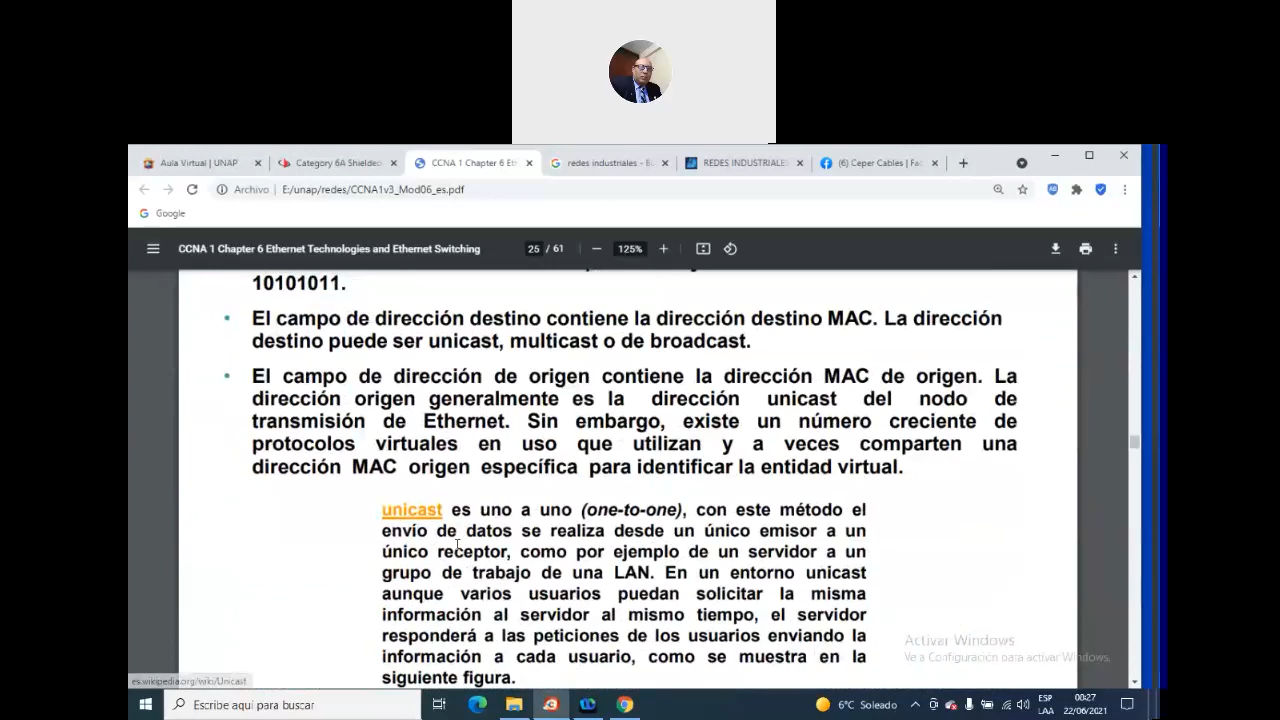 Aula Virtual | UNAP
Category 6A Shielded
CCNA 1 Chapter 6 Et
redes industriales - B
REDES INDUSTRIALES
(6) Ceper Cables | Fac
Archivo | E:/unap/redes/CCNA1v3_Mod06_es.pdf
Google
CCNA 1 Chapter 6 Ethernet Technologies and Ethernet Switching
25 / 61
125%
10101011.
• El campo de dirección destino contiene la dirección destino MAC. La dirección
destino puede ser unicast, multicast o de broadcast.
• El campo de dirección de origen contiene la dirección MAC de origen. La
dirección origen generalmente es la dirección unicast del nodo de
transmisión de Ethernet. Sin embargo, existe un número creciente de
protocolos virtuales en uso que utilizan y a veces comparten una
dirección MAC origen específica para identificar la entidad virtual.
unicast es uno a uno (one-to-one), con este método el
envío de datos se realiza desde un único emisor a un
único receptor, como por ejemplo de un servidor a un
grupo de trabajo de una LAN. En un entorno unicast
aunque varios usuarios puedan solicitar la misma
información al servidor al mismo tiempo, el servidor
responderá a las peticiones de los usuarios enviando la
información a cada usuario, como se muestra en la
siguiente figura.
Activar Windows
Ve a Configuración para activar Windows.
es.wikipedia.org/wiki/Unicast
Escribe aquí para buscar
6°C Soleado
ESP
LAA
00:27
22/06/2021